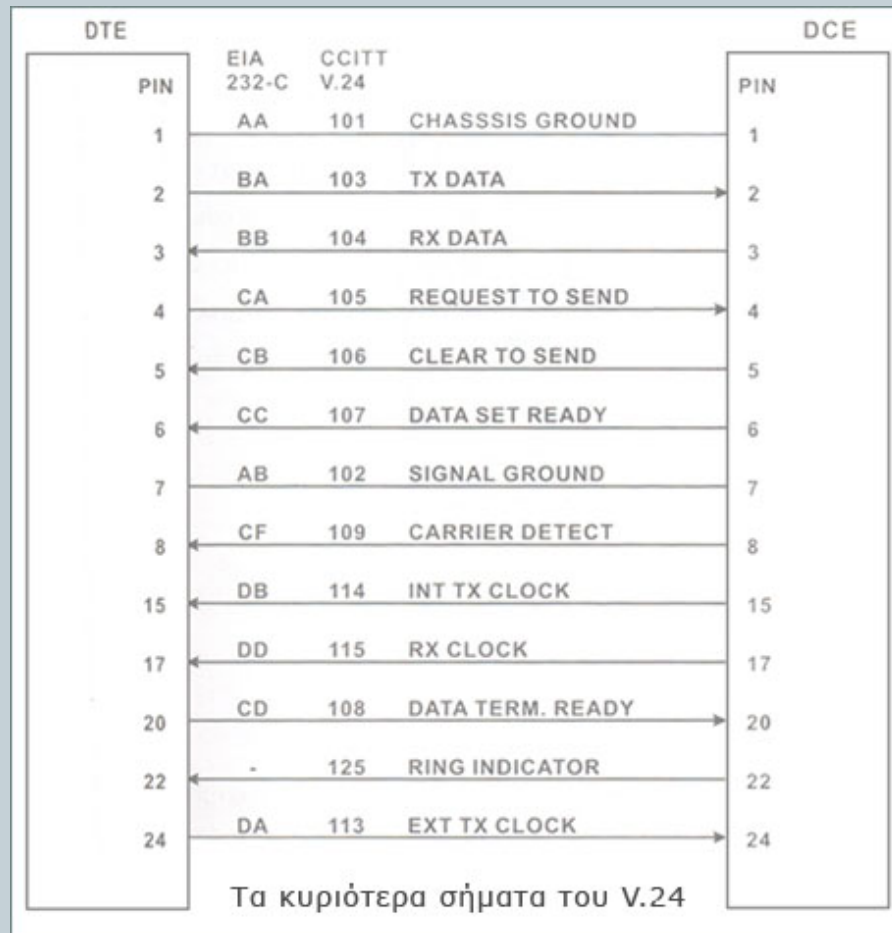 DTE DCE
EIA CCITT
PIN 232-C V.24 PIN
1 AA 101 CHASSSIS GROUND 1
2 BA 103 TX DATA 2
3 BB 104 RX DATA 3
4 CA 105 REQUEST TO SEND 4
5 CB 106 CLEAR TO SEND 5
6 CC 107 DATA SET READY 6
7 AB 102 SIGNAL GROUND 7
8 CF 109 CARRIER DETECT 8
15 DB 114 INT TX CLOCK 15
17 DD 115 RX CLOCK 17
20 CD 108 DATA TERM. READY 20
22 - 125 RING INDICATOR 22
24 DA 113 EXT TX CLOCK 24
Τα κυριότερα σήματα του V.24